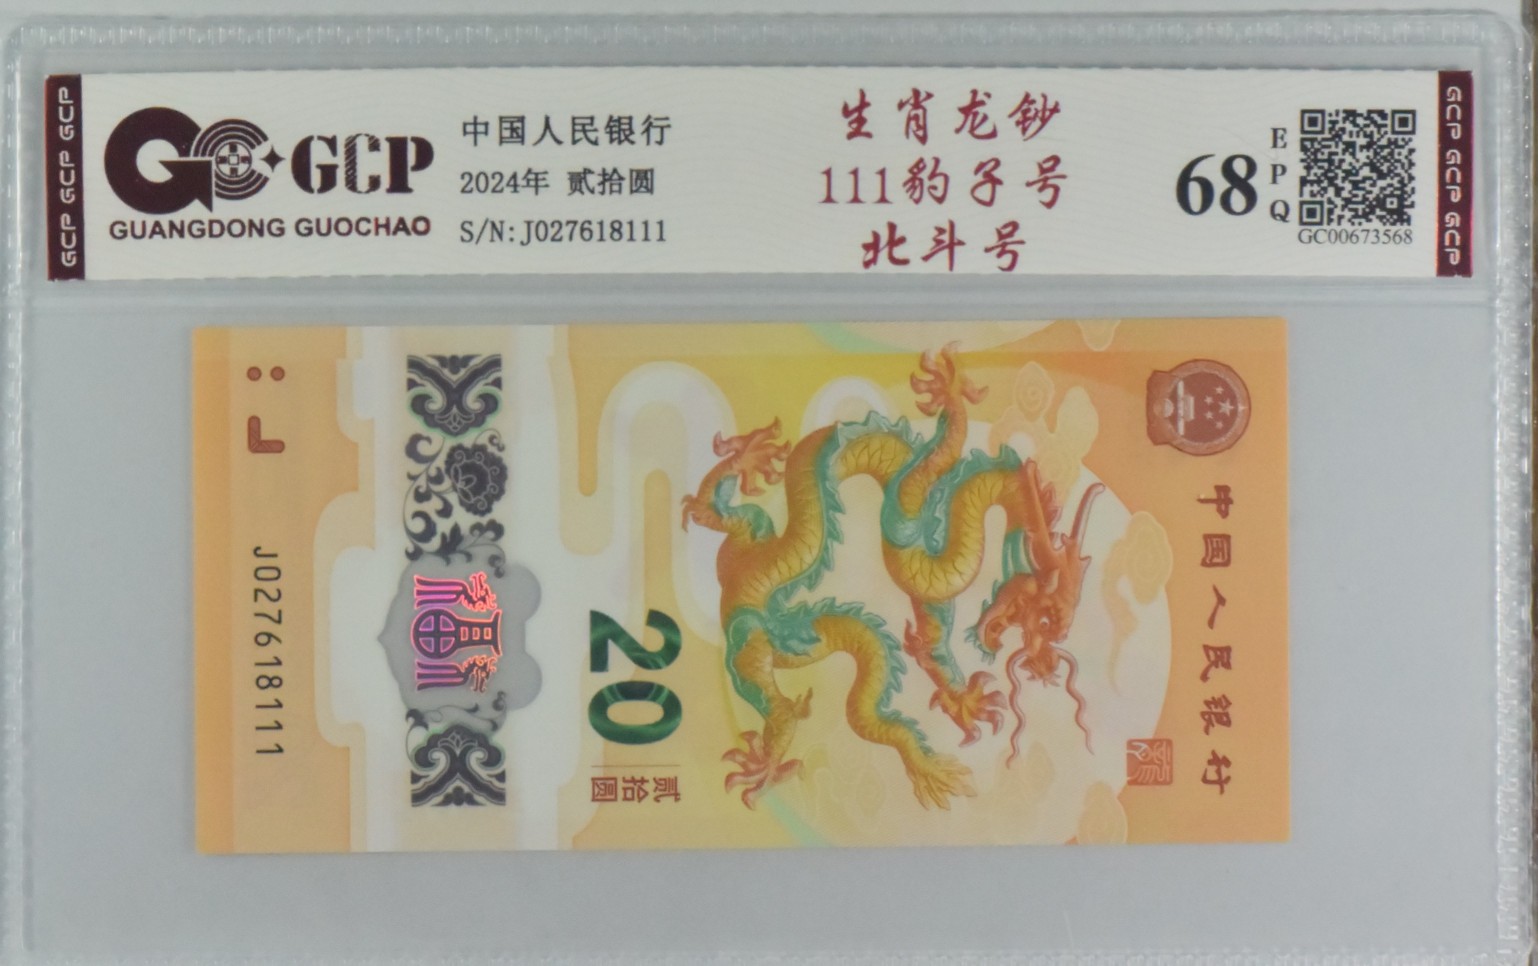 GCP GCP GCP
GCP
GUANGDONG GUOCHAO
中国人民银行
2024年 贰拾圆
S/N:J027618111
生肖龙钞
111豹子号
北斗号
68
EPQ
GC00673568
GCP GCP GCP
中国人民银行
20
贰拾圆
J027618111